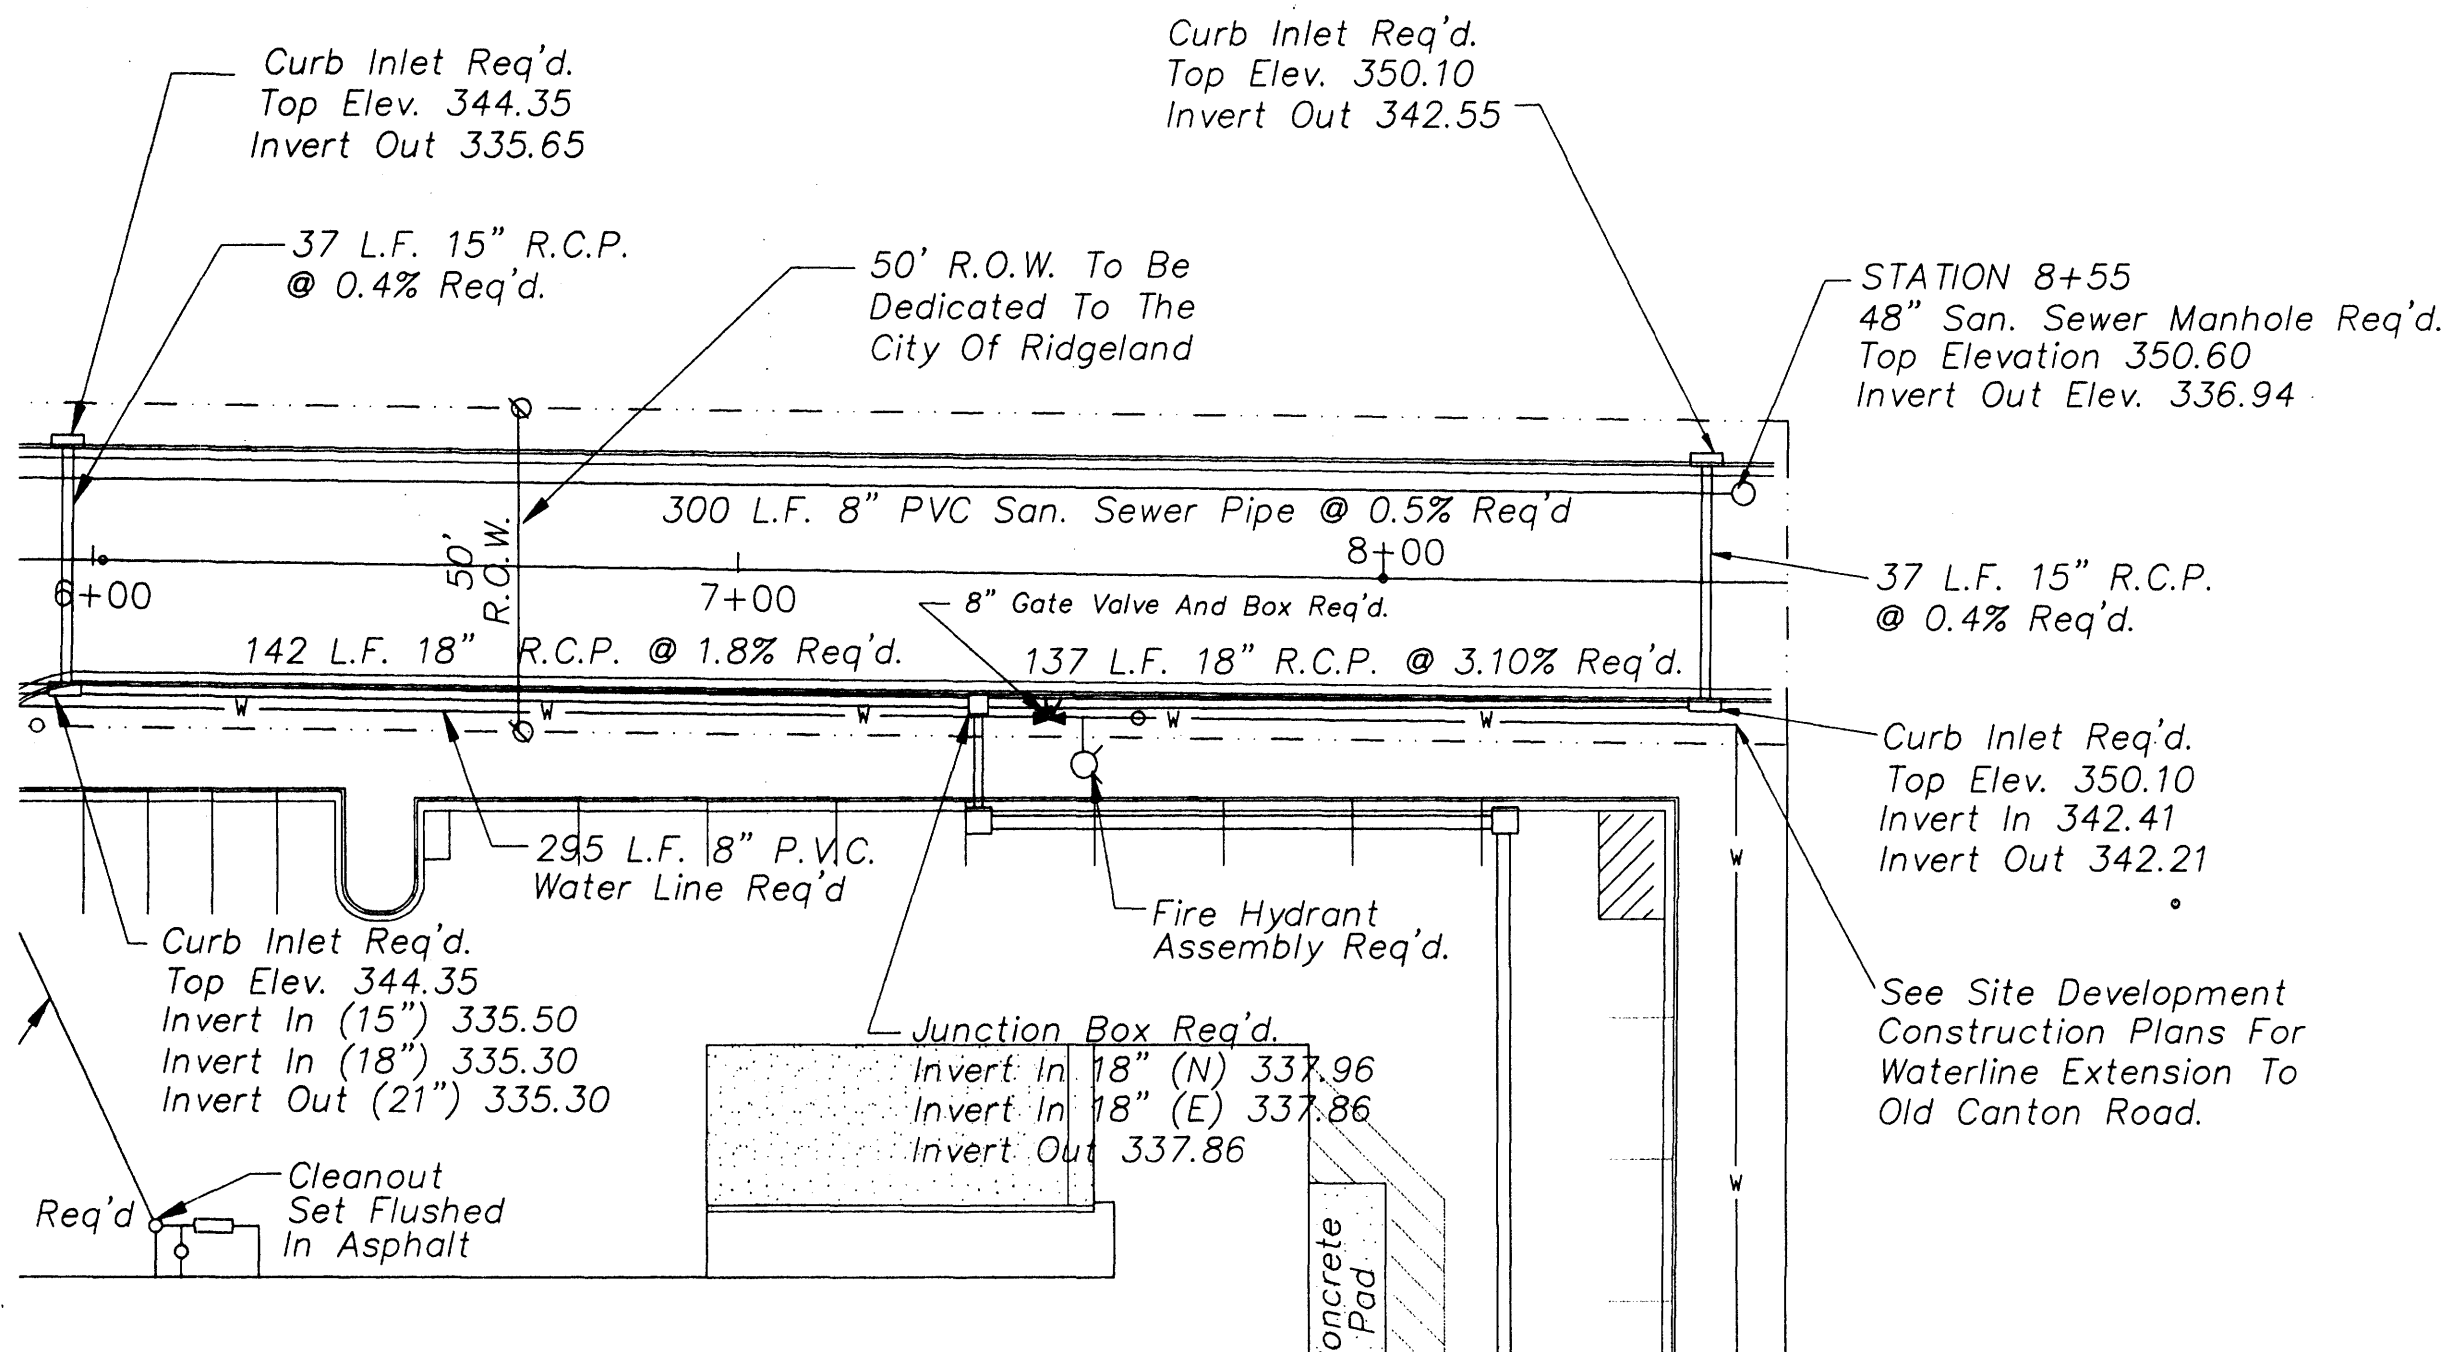 Curb Inlet Req'd.
Top Elev. 344.35
Invert Out 335.65
Curb Inlet Req'd.
Top Elev. 350.10
Invert Out 342.55
37 L.F. 15" R.C.P.
@ 0.4% Req'd.
50' R.O.W. To Be
Dedicated To The
City Of Ridgeland
STATION 8+55
48" San. Sewer Manhole Req'd.
Top Elevation 350.60
Invert Out Elev. 336.94
300 L.F. 8" PVC San. Sewer Pipe @ 0.5% Req'd
50'
R.O.W.
6+00
7+00
8+00
8" Gate Valve And Box Req'd.
37 L.F. 15" R.C.P.
@ 0.4% Req'd.
142 L.F. 18" R.C.P. @ 1.8% Req'd.
137 L.F. 18" R.C.P. @ 3.10% Req'd.
W W W W W
Curb Inlet Req'd.
Top Elev. 350.10
Invert In 342.41
Invert Out 342.21
295 L.F. 8" P.V.C.
Water Line Req'd
W
Fire Hydrant
Assembly Req'd.
Curb Inlet Req'd.
Top Elev. 344.35
Invert In (15") 335.50
Invert In (18") 335.30
Invert Out (21") 335.30
Junction Box Req'd.
Invert In 18" (N) 337.96
Invert In 18" (E) 337.86
Invert Out 337.86
See Site Development
Construction Plans For
Waterline Extension To
Old Canton Road.
W
Cleanout
Set Flushed
In Asphalt
Req'd
oncrete
Pad